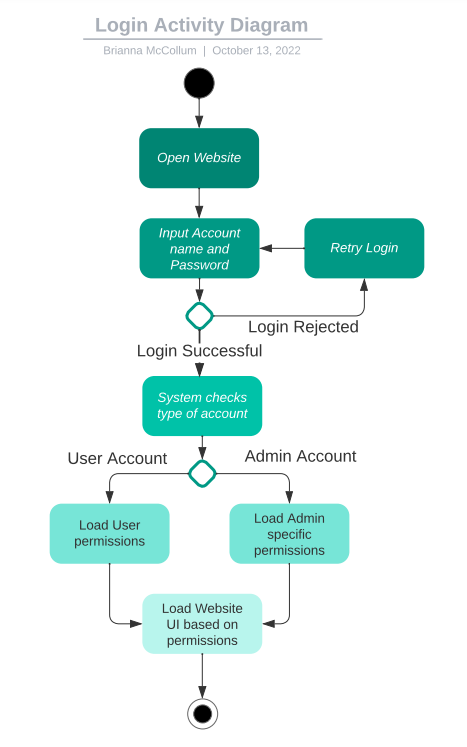 Login Activity Diagram
Brianna McCollum | October 13, 2022
Open Website
Input Account
name and
Password
Retry Login
Login Rejected
Login Successful
System checks
type of account
User Account
Admin Account
Load User
permissions
Load Admin
specific
permissions
Load Website
UI based on
permissions